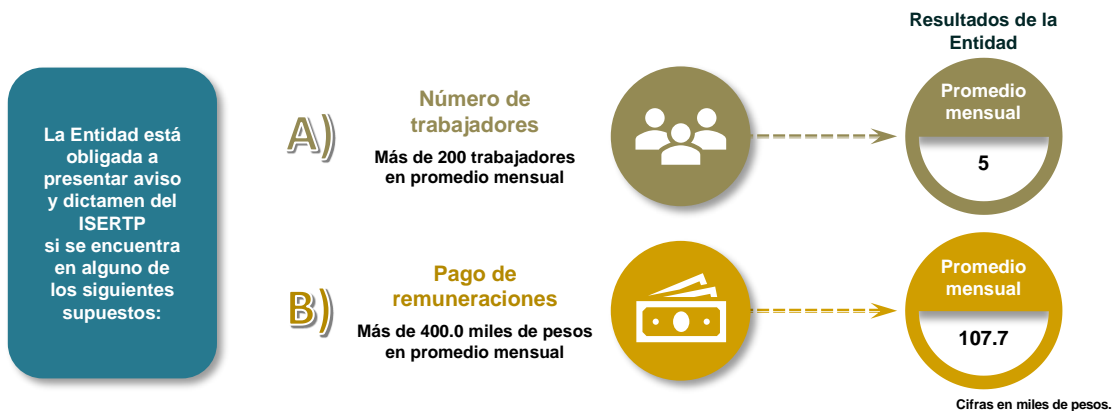 La Entidad está
obligada a
presentar aviso
y dictamen del
ISERTP
si se encuentra
en alguno de
los siguientes
supuestos:
A)
Número de
trabajadores
Más de 200 trabajadores
en promedio mensual
Resultados de la
Entidad
Promedio
mensual
5
B)
Pago de
remuneraciones
Más de 400.0 miles de pesos
en promedio mensual
Promedio
mensual
107.7
Cifras en miles de pesos.